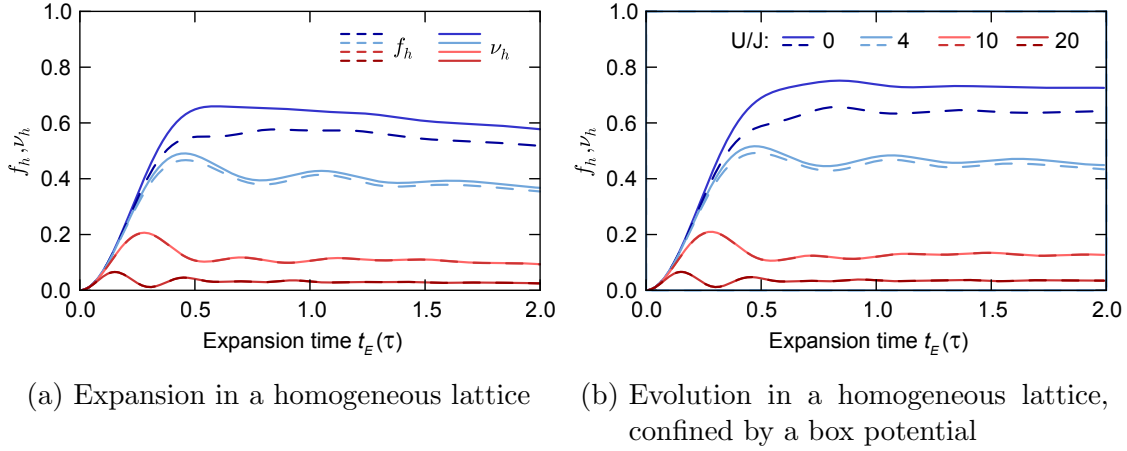 1.0
0.8
0.6
0.4
0.2
0.0
f_h, ν_h
f_h
ν_h
0.0 0.5 1.0 1.5 2.0
Expansion time t_E(τ)
(a) Expansion in a homogeneous lattice
1.0
0.8
0.6
0.4
0.2
0.0
f_h, ν_h
U/J: 0 4 10 20
0.0 0.5 1.0 1.5 2.0
Expansion time t_E(τ)
(b) Evolution in a homogeneous lattice,
confined by a box potential